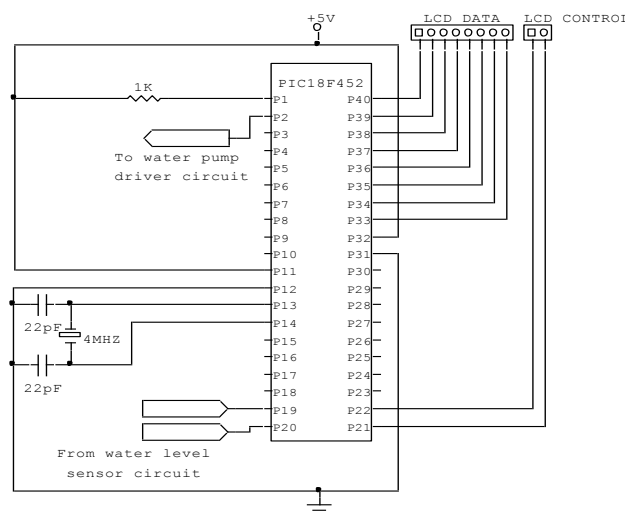 +5V
LCD DATA
LCD CONTROL
PIC18F452
1K
P1 P40
P2 P39
P3 P38
To water pump
driver circuit
P4 P37
P5 P36
P6 P35
P7 P34
P8 P33
P9 P32
P10 P31
P11 P30
P12 P29
P13 P28
22pF
4MHZ
P14 P27
P15 P26
P16 P25
22pF
P17 P24
P18 P23
P19 P22
P20 P21
From water level
sensor circuit